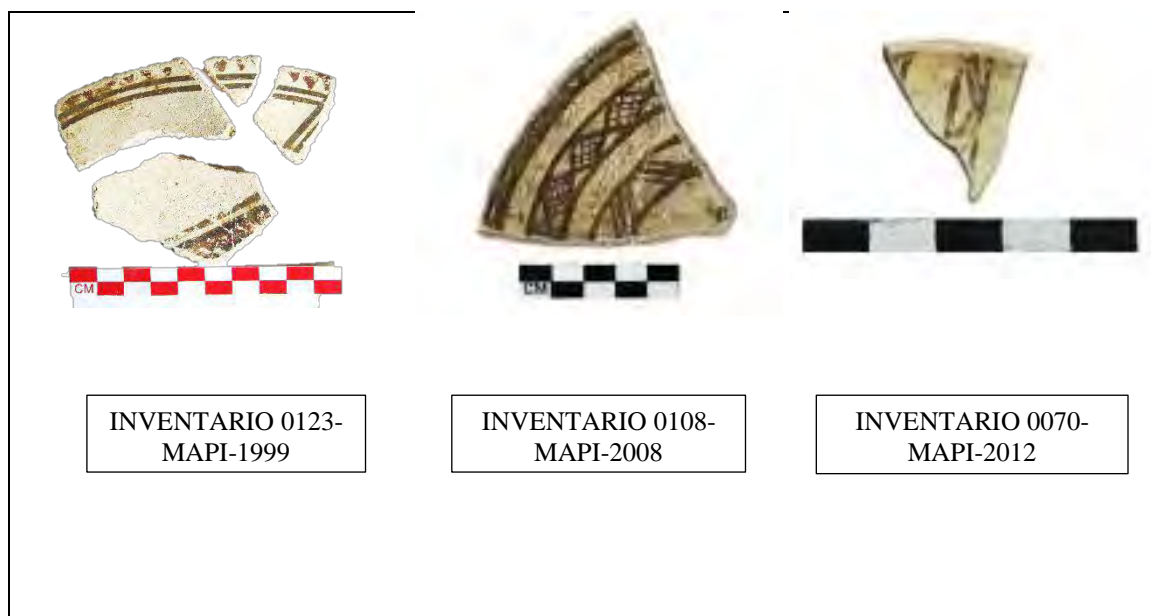 CM
CM
INVENTARIO 0123-
MAPI-1999
INVENTARIO 0108-
MAPI-2008
INVENTARIO 0070-
MAPI-2012